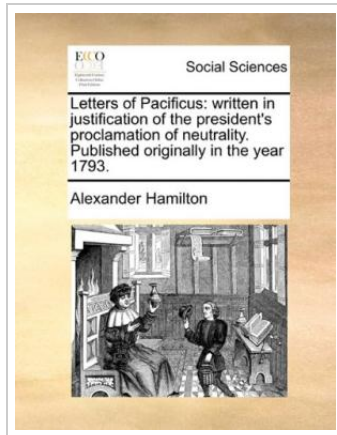 ECCO
Social Sciences
Letters of Pacificus: written in
justification of the president's
proclamation of neutrality.
Published originally in the year
1793.
Alexander Hamilton